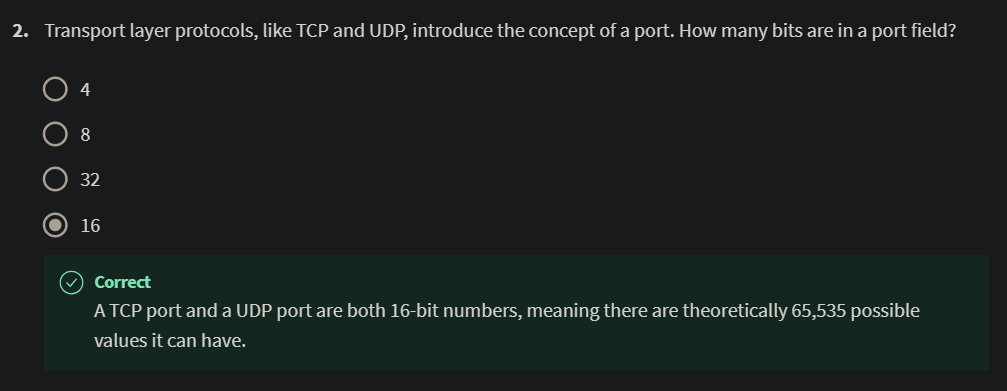 2. Transport layer protocols, like TCP and UDP, introduce the concept of a port. How many bits are in a port field?
4
8
32
16
Correct
A TCP port and a UDP port are both 16-bit numbers, meaning there are theoretically 65,535 possible
values it can have.